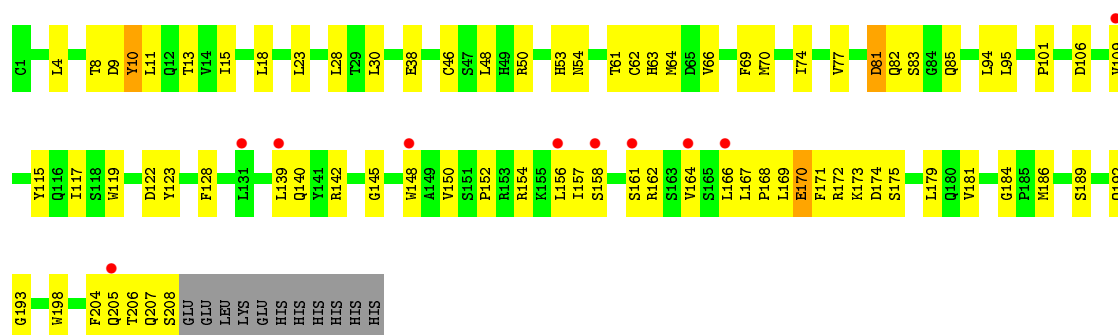 C1 L4 T8 D9 Y10 L11 Q12 T13 V14 I15 L18 L23 L28 T29 L30 E38 C46 S47 L48 H49 R50 H53 N54 T61 C62 H63 M64 D65 V66 F69 M70 I74 V77 D81 Q82 S83 G84 Q85 L94 L95 P101 D106
Y115 Q116 I117 S118 W119 D122 Y123 F128 L131 L139 Q140 Y141 R142 G145 W148 A149 V150 S151 P152 R153 R154 K155 L156 I157 S158 S161 R162 S163 V164 S165 L166 L167 P168 L169 E170 F171 R172 K173 D174 S175 L179 Q180 V181 G184 P185 M186 S189
G193 W198 F204 Q205 T206 Q207 S208 GLU GLU LEU LYS GLU HIS HIS HIS HIS HIS HIS